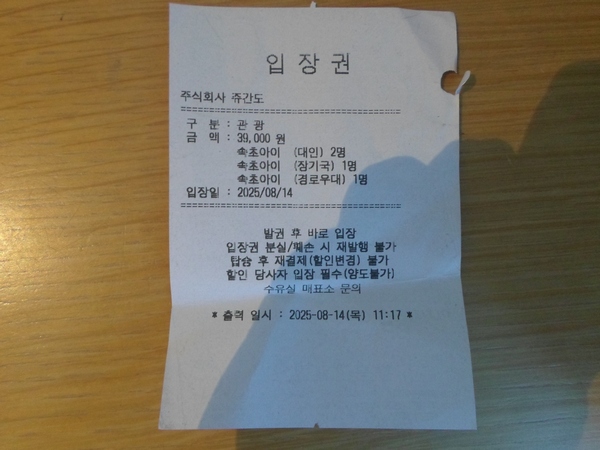 입 장 권
주식회사 쥬간도
=====================================
구 분 : 관 광
금 액 : 39,000 원
속초아이 (대인) 2명
속초아이 (장기국) 1명
속초아이 (경로우대) 1명
입장일 : 2025/08/14
=====================================
발권 후 바로 입장
입장권 분실/훼손 시 재발행 불가
탑승 후 재결제(할인변경) 불가
할인 당사자 입장 필수(양도불가)
수유실 매표소 문의
* 출력 일시 : 2025-08-14(목) 11:17 *